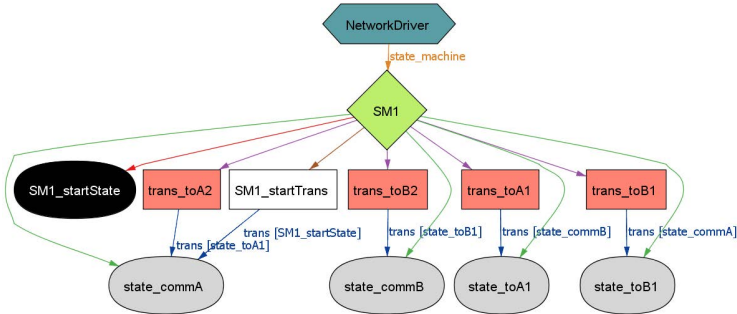 NetworkDriver
state_machine
SM1
SM1_startState
trans_toA2
SM1_startTrans
trans_toB2
trans_toA1
trans_toB1
trans [state_toA1]
trans [SM1_startState]
trans [state_toB1]
trans [state_commB]
trans [state_commA]
state_commA
state_commB
state_toA1
state_toB1